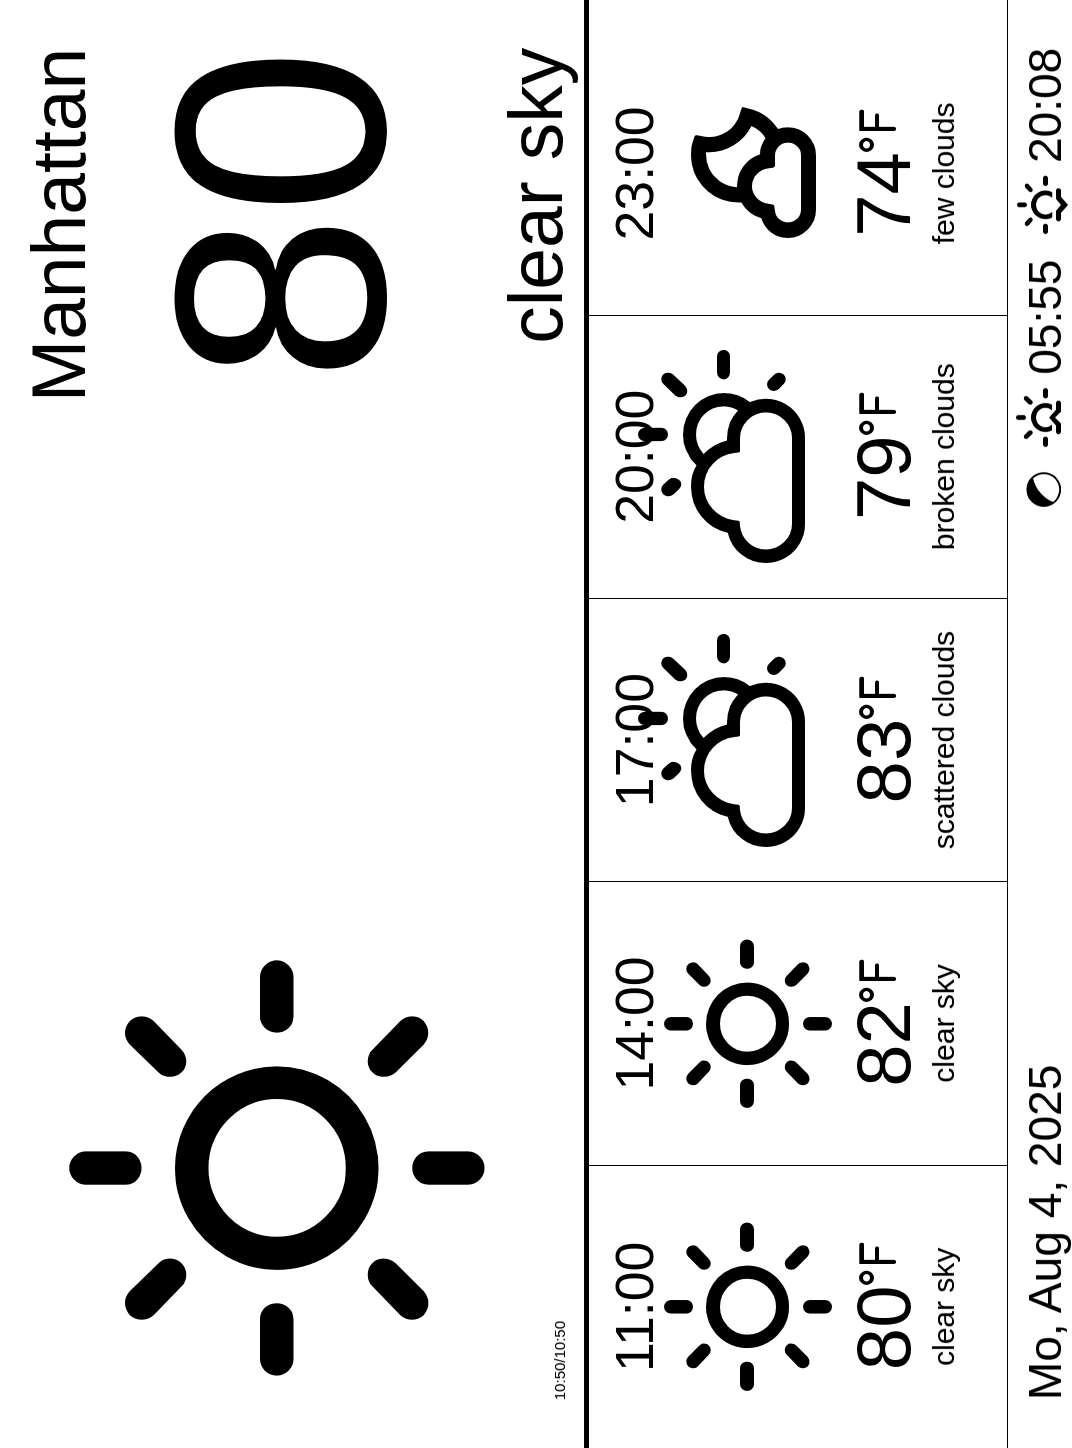 Manhattan
80
clear sky
10:50/10:50
11:00
80°F
clear sky
14:00
82°F
clear sky
17:00
83°F
scattered clouds
20:00
79°F
broken clouds
23:00
74°F
few clouds
Mo, Aug 4, 2025
05:55
20:08